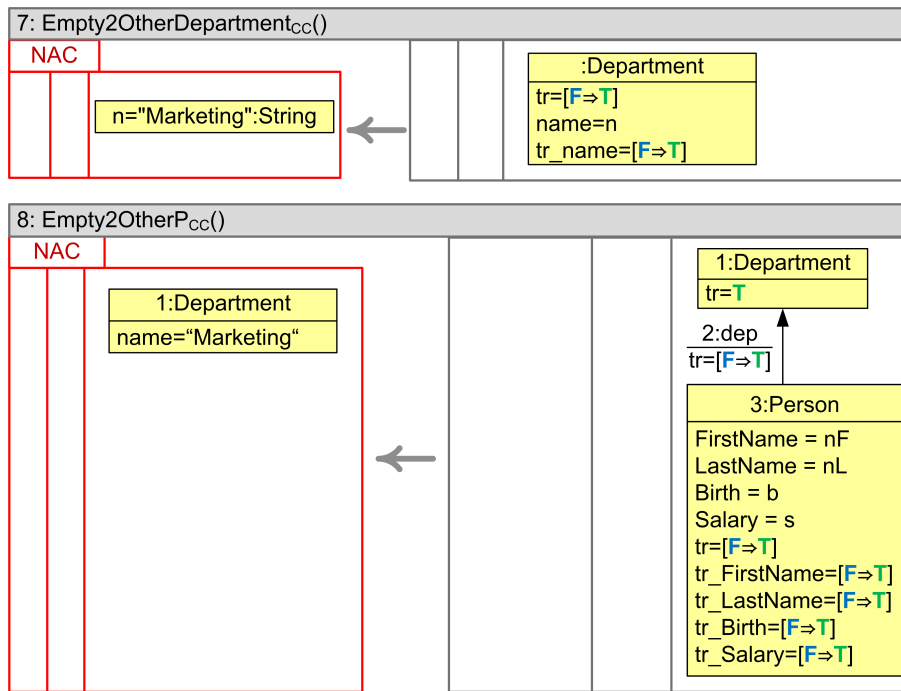 7: Empty2OtherDepartmentCC()
NAC
n="Marketing":String
:Department
tr=[F⇒T]
name=n
tr_name=[F⇒T]
8: Empty2OtherPCC()
NAC
1:Department
name=“Marketing“
1:Department
tr=T
2:dep
tr=[F⇒T]
3:Person
FirstName = nF
LastName = nL
Birth = b
Salary = s
tr=[F⇒T]
tr_FirstName=[F⇒T]
tr_LastName=[F⇒T]
tr_Birth=[F⇒T]
tr_Salary=[F⇒T]